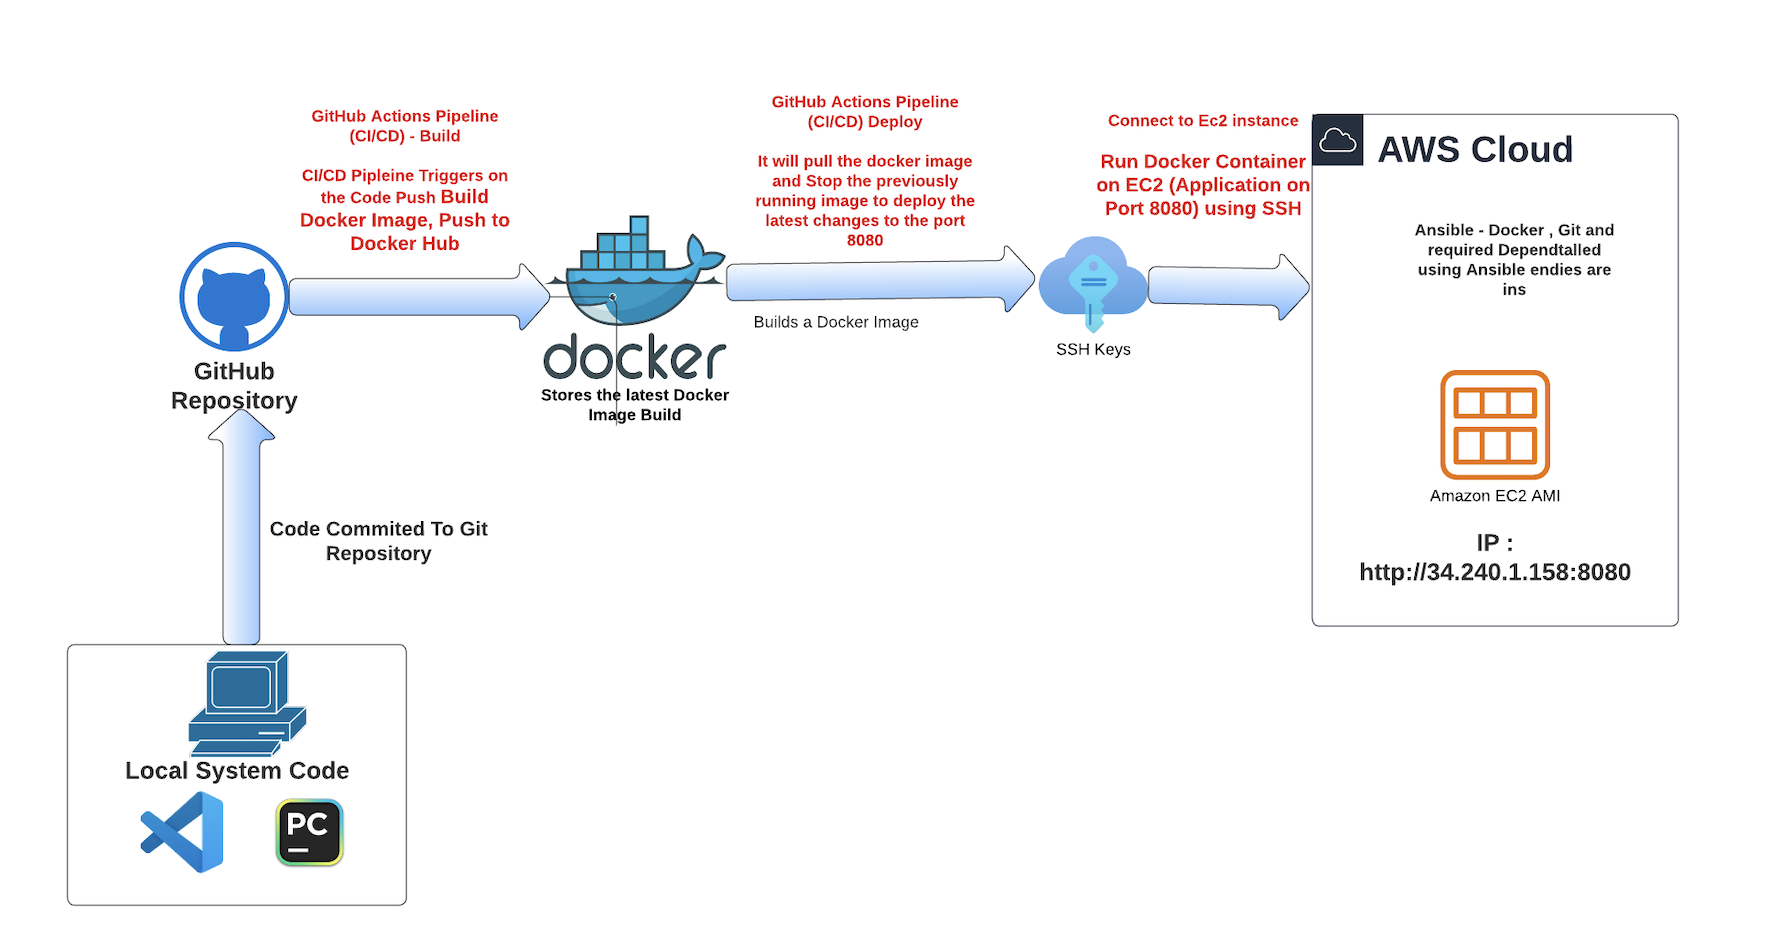 GitHub Actions Pipeline
(CI/CD) - Build
CI/CD Pipleine Triggers on
the Code Push Build
Docker Image, Push to
Docker Hub
GitHub
Repository
docker
Stores the latest Docker
Image Build
GitHub Actions Pipeline
(CI/CD) Deploy
It will pull the docker image
and Stop the previously
running image to deploy the
latest changes to the port
8080
Builds a Docker Image
Connect to Ec2 instance
Run Docker Container
on EC2 (Application on
Port 8080) using SSH
SSH Keys
AWS Cloud
Ansible - Docker , Git and
required Dependtalled
using Ansible endies are
ins
Amazon EC2 AMI
IP :
http://34.240.1.158:8080
Code Commited To Git
Repository
Local System Code
PC